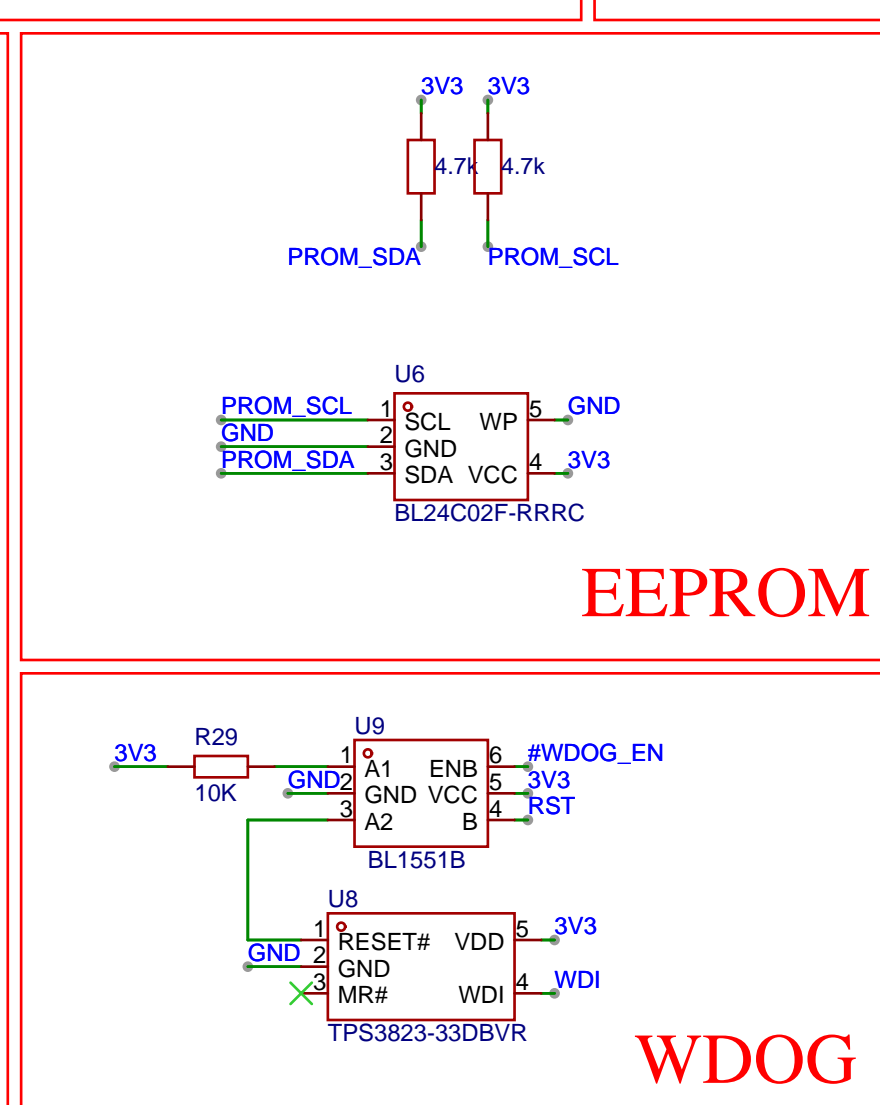 3V3 3V3
4.7k 4.7k
PROM_SDA PROM_SCL
U6
PROM_SCL 1 SCL WP 5 GND
GND 2 GND
PROM_SDA 3 SDA VCC 4 3V3
BL24C02F-RRRC
EEPROM
3V3 R29 10K
U9
1 A1 ENB 6 #WDOG_EN
GND 2 GND VCC 5 3V3
3 A2 B 4 RST
BL1551B
U8
1 RESET# VDD 5 3V3
GND 2 GND
3 MR# WDI 4 WDI
TPS3823-33DBVR
WDOG